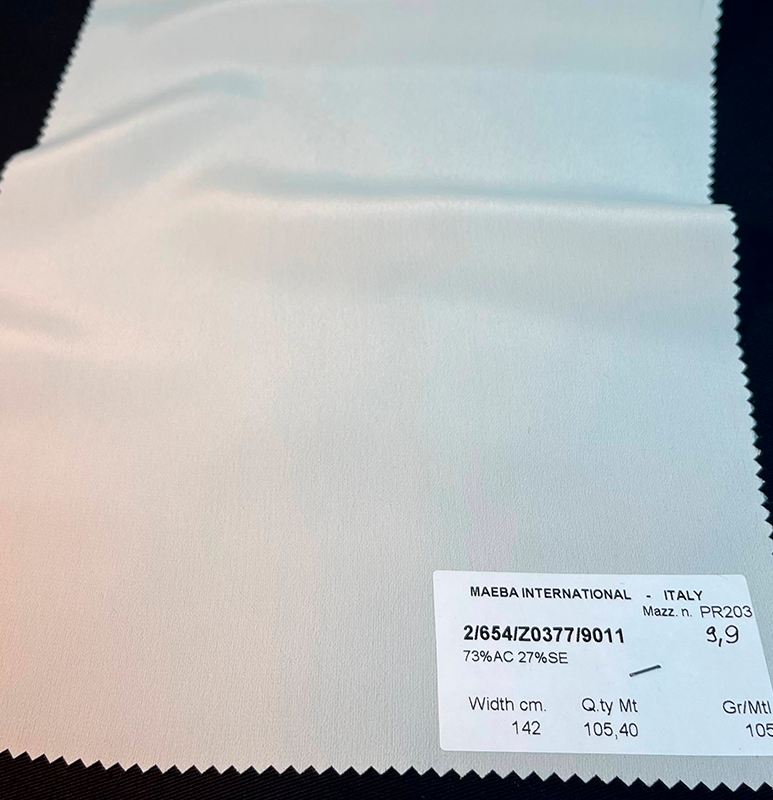 MAEBA INTERNATIONAL - ITALY
Mazz. n. PR203
2/654/Z0377/9011 9,9
73%AC 27%SE
Width cm. Q.ty Mt Gr/Mtl
142 105,40 105